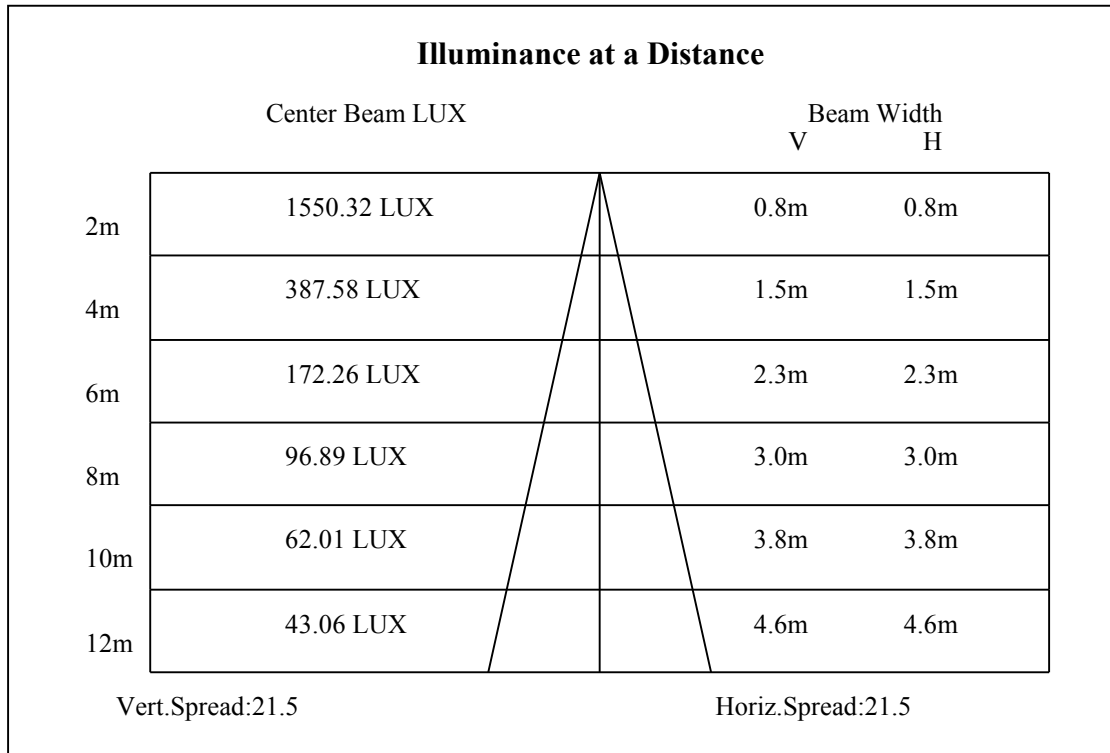 Illuminance at a Distance
Center Beam LUX Beam Width
V H
2m 1550.32 LUX 0.8m 0.8m
4m 387.58 LUX 1.5m 1.5m
6m 172.26 LUX 2.3m 2.3m
8m 96.89 LUX 3.0m 3.0m
10m 62.01 LUX 3.8m 3.8m
12m 43.06 LUX 4.6m 4.6m
Vert.Spread:21.5 Horiz.Spread:21.5